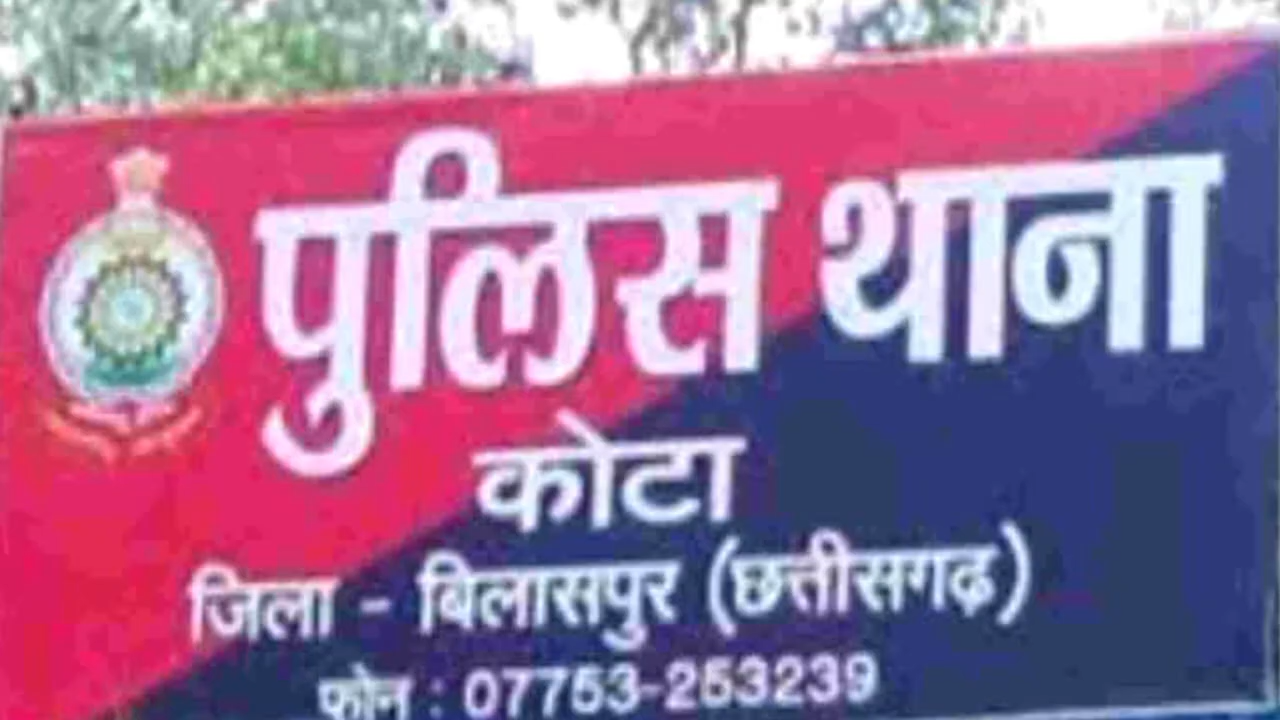 पुलिस थाना
कोटा
जिला - बिलासपुर (छत्तीसगढ़)
फोन : 07753-253239